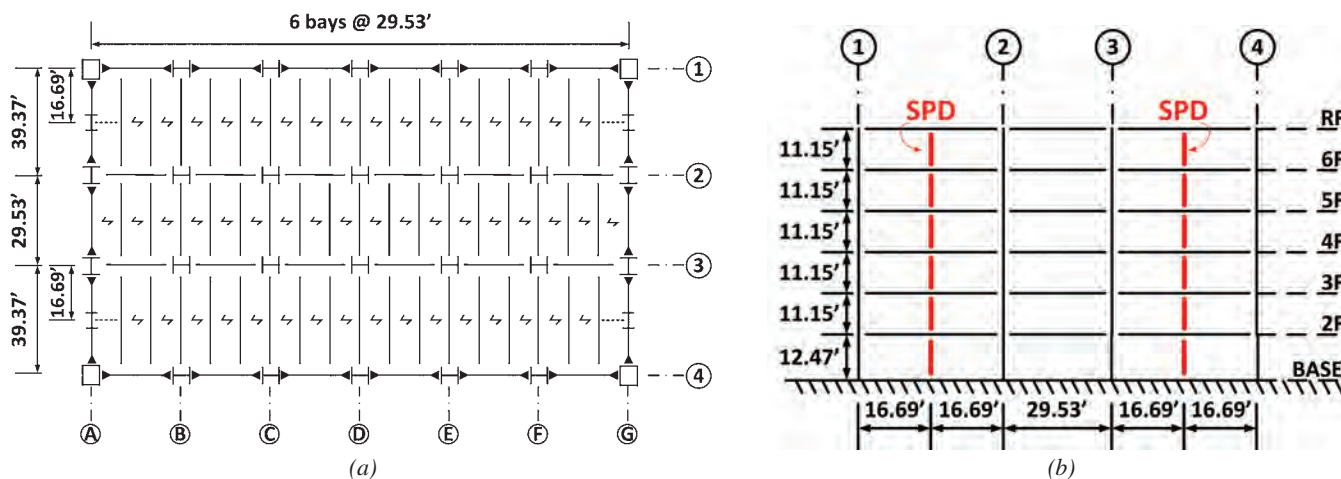 6 bays @ 29.53'
16.69'
39.37'
29.53'
16.69'
39.37'
1
2
3
4
A B C D E F G
(a)
1 2 3 4
SPD SPD
RF
11.15'
6F
11.15'
5F
11.15'
4F
11.15'
3F
11.15'
2F
12.47'
BASE
16.69' 16.69' 29.53' 16.69' 16.69'
(b)